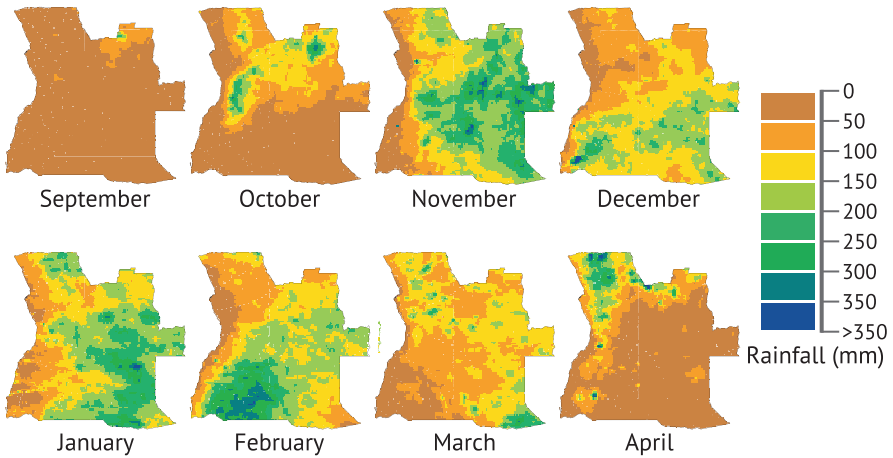 September
October
November
December
0
50
100
150
200
250
300
350
>350
Rainfall (mm)
January
February
March
April